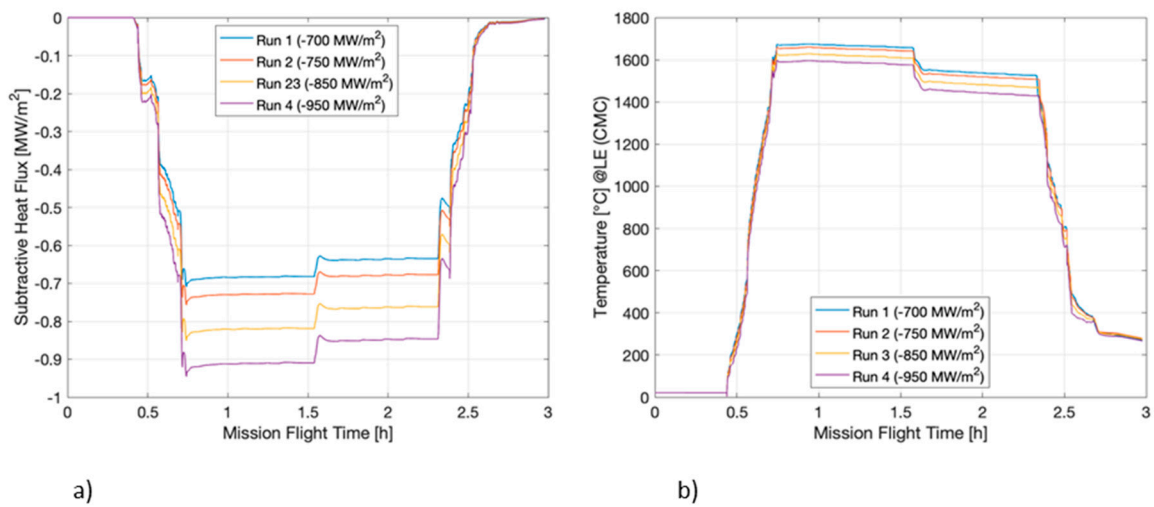 0
-0.1
-0.2
-0.3
-0.4
-0.5
-0.6
-0.7
-0.8
-0.9
-1
Subtractive Heat Flux [MW/m²]
Run 1 (-700 MW/m²)
Run 2 (-750 MW/m²)
Run 23 (-850 MW/m²)
Run 4 (-950 MW/m²)
0 0.5 1 1.5 2 2.5 3
Mission Flight Time [h]
a)
1800
1600
1400
1200
1000
800
600
400
200
0
Temperature [°C] @LE (CMC)
Run 1 (-700 MW/m²)
Run 2 (-750 MW/m²)
Run 3 (-850 MW/m²)
Run 4 (-950 MW/m²)
0 0.5 1 1.5 2 2.5 3
Mission Flight Time [h]
b)